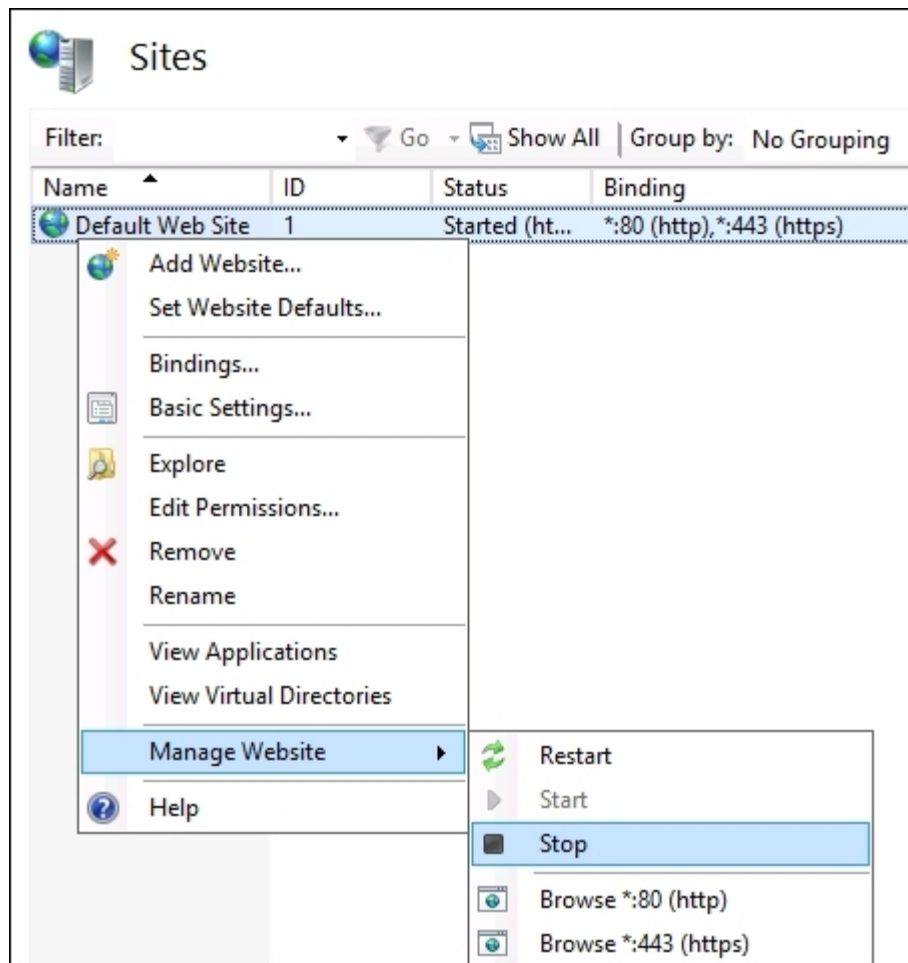 Sites
Filter: Go Show All Group by: No Grouping
Name ID Status Binding
Default Web Site 1 Started (ht... *:80 (http),*:443 (https)
Add Website...
Set Website Defaults...
Bindings...
Basic Settings...
Explore
Edit Permissions...
Remove
Rename
View Applications
View Virtual Directories
Manage Website
Help
Restart
Start
Stop
Browse *:80 (http)
Browse *:443 (https)